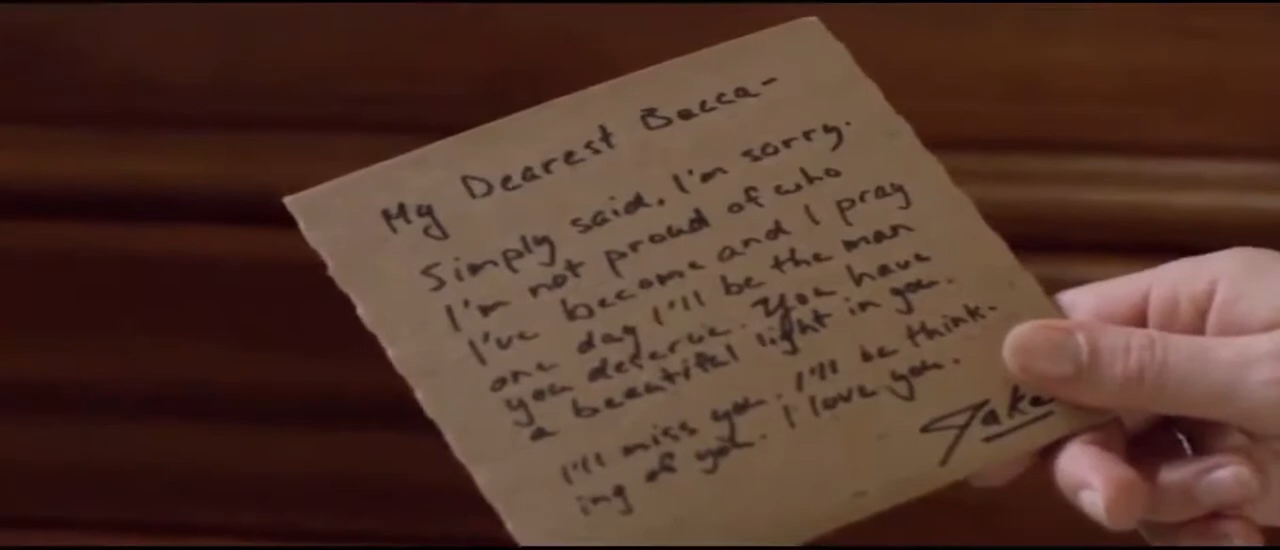 My Dearest Becca-
Simply said, I'm sorry.
I'm not proud of who
I've become and I pray
one day I'll be the man
you deserve. You have
a beautiful light in you.
I'll miss you. I'll be think-
ing of you. I love you.
Jake